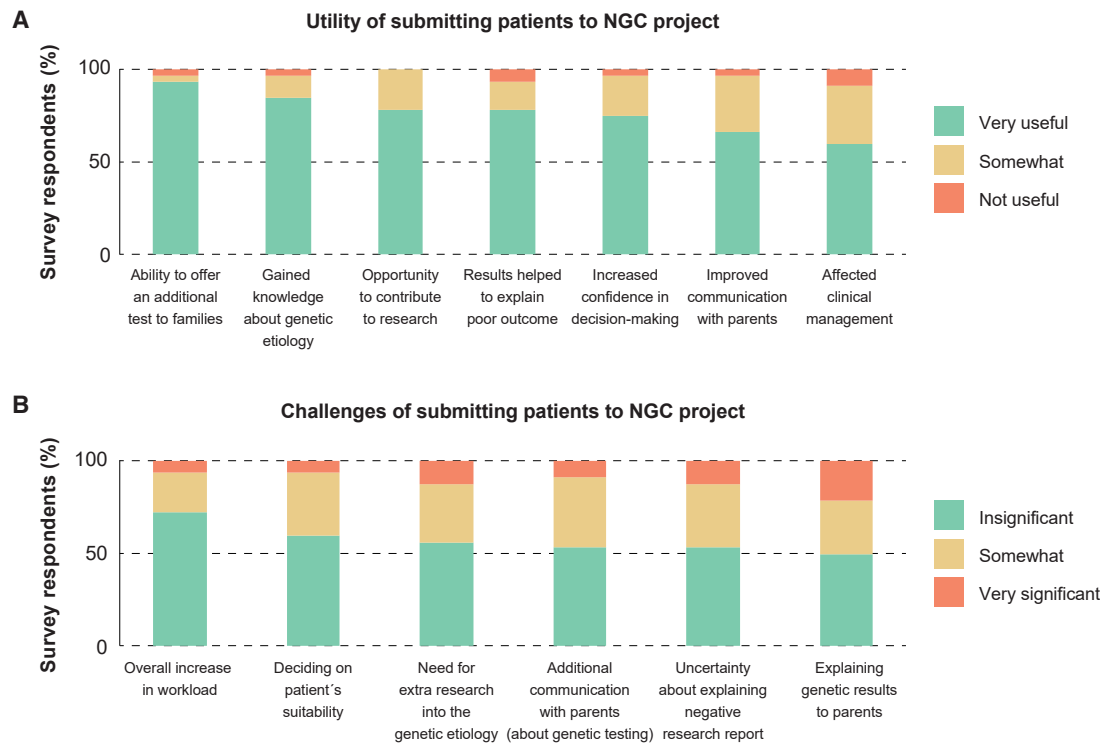 A
Utility of submitting patients to NGC project
Survey respondents (%)
100
50
0
Ability to offer
an additional
test to families
Gained
knowledge
about genetic
etiology
Opportunity
to contribute
to research
Results helped
to explain
poor outcome
Increased
confidence in
decision-making
Improved
communication
with parents
Affected
clinical
management
Very useful
Somewhat
Not useful
B
Challenges of submitting patients to NGC project
Survey respondents (%)
100
50
0
Overall increase
in workload
Deciding on
patient´s
suitability
Need for
extra research
into the
genetic etiology
Additional
communication
with parents
(about genetic testing)
Uncertainty
about explaining
negative
research report
Explaining
genetic results
to parents
Insignificant
Somewhat
Very significant